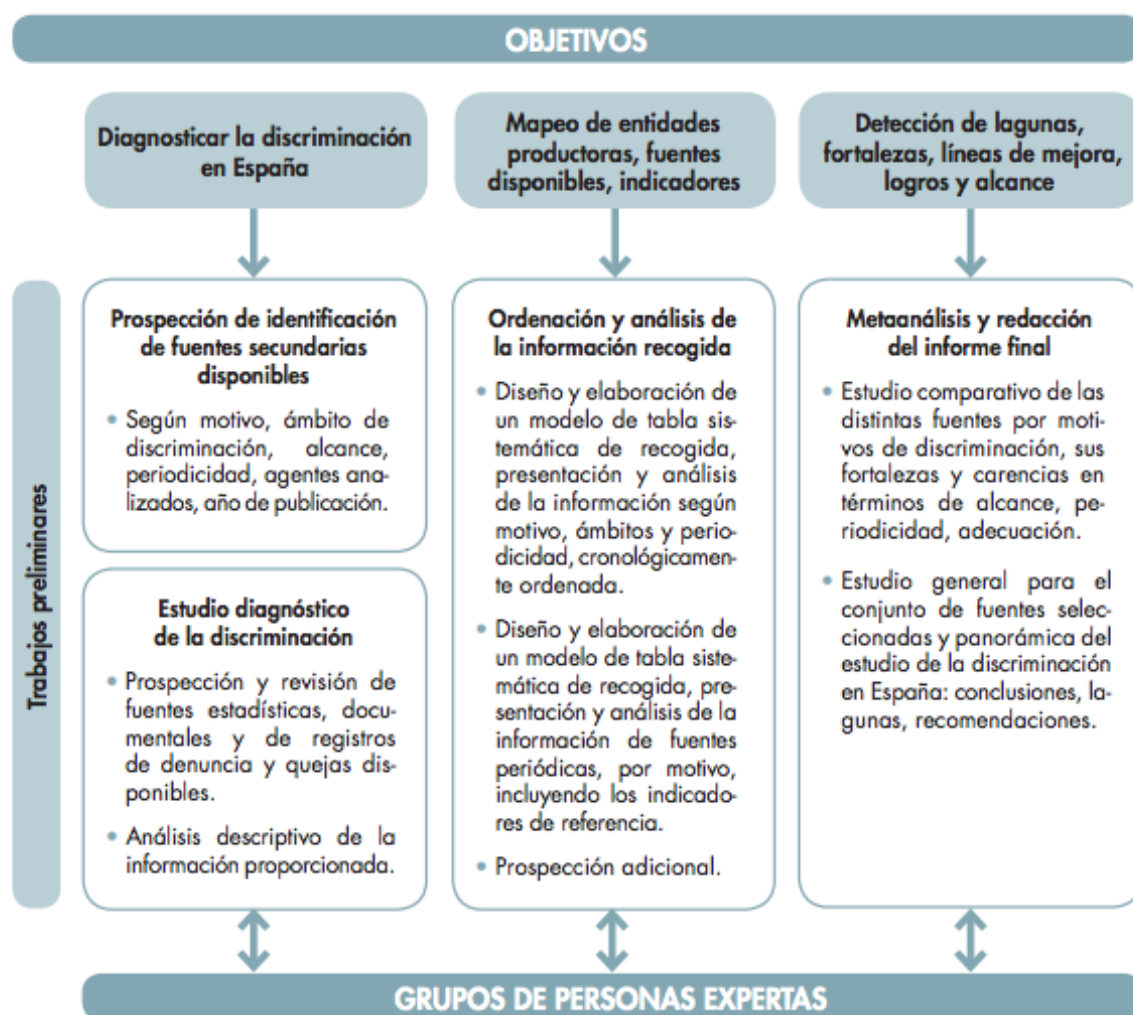 OBJETIVOS
Diagnosticar la discriminación
en España
Mapeo de entidades
productoras, fuentes
disponibles, indicadores
Detección de lagunas,
fortalezas, líneas de mejora,
logros y alcance
Trabajos preliminares
Prospección de identificación
de fuentes secundarias
disponibles
• Según motivo, ámbito de
discriminación, alcance,
periodicidad, agentes ana-
lizados, año de publicación.
Estudio diagnóstico
de la discriminación
• Prospección y revisión de
fuentes estadísticas, docu-
mentales y de registros
de denuncia y quejas dis-
ponibles.
• Análisis descriptivo de la
información proporcionada.
Ordenación y análisis de
la información recogida
• Diseño y elaboración de
un modelo de tabla sis-
temática de recogida,
presentación y análisis
de la información según
motivo, ámbitos y perio-
dicidad, cronológicamen-
te ordenada.
• Diseño y elaboración de
un modelo de tabla siste-
mática de recogida, pre-
sentación y análisis de la
información de fuentes
periódicas, por motivo,
incluyendo los indicado-
res de referencia.
• Prospección adicional.
Metaanálisis y redacción
del informe final
• Estudio comparativo de las
distintas fuentes por moti-
vos de discriminación, sus
fortalezas y carencias en
términos de alcance, pe-
riodicidad, adecuación.
• Estudio general para el
conjunto de fuentes selec-
ccionadas y panorámica del
estudio de la discriminación
en España: conclusiones, la-
gunas, recomendaciones.
GRUPOS DE PERSONAS EXPERTAS